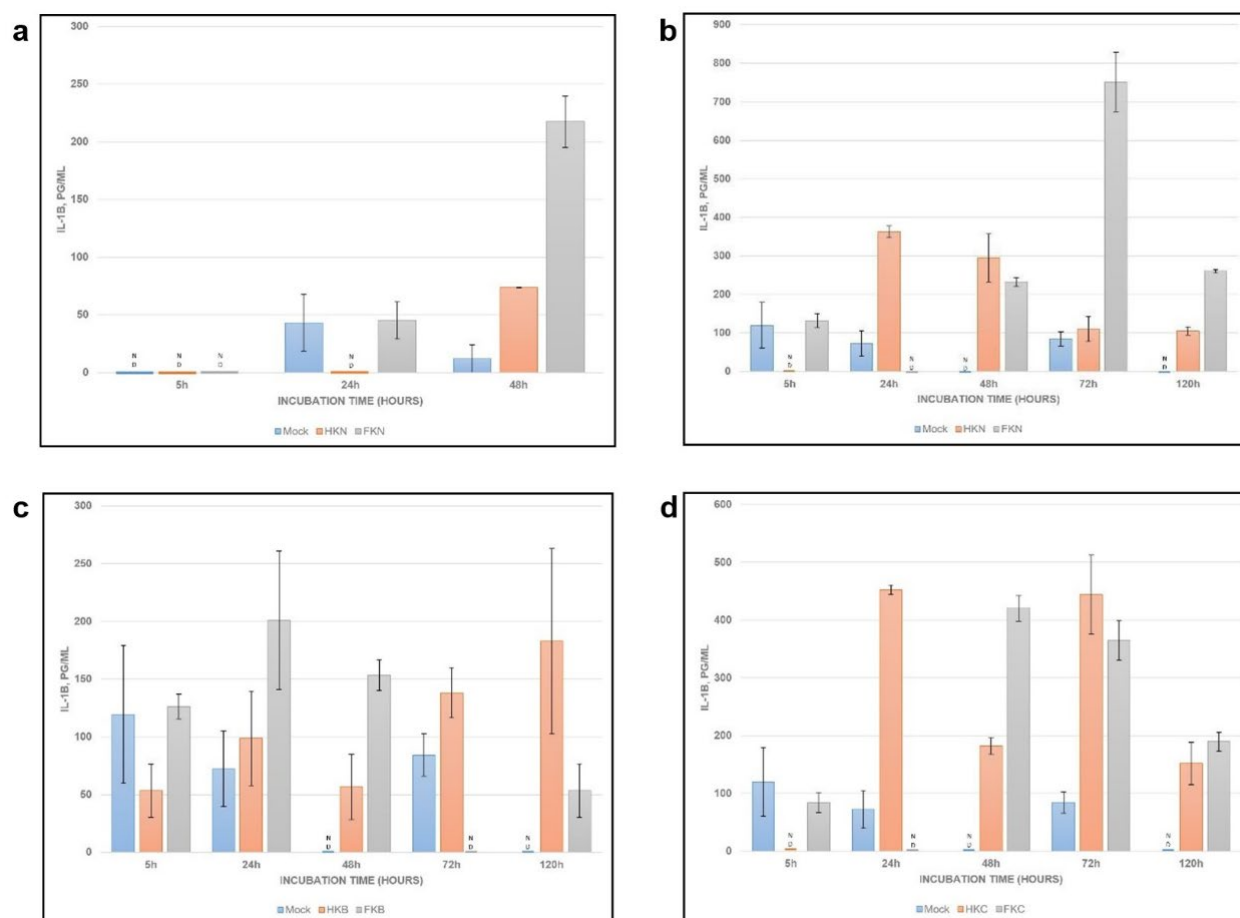 a
300
250
200
150
100
50
0
IL-1B, PG/ML
N D
N D
N D
N D
5h
24h
48h
INCUBATION TIME (HOURS)
Mock HKN FKN
b
900
800
700
600
500
400
300
200
100
0
IL-1B, PG/ML
N D
N D
N D
N D
5h
24h
48h
72h
120h
INCUBATION TIME (HOURS)
Mock HKN FKN
c
300
250
200
150
100
50
0
IL-1B, PG/ML
N D
N D
N D
5h
24h
48h
72h
120h
INCUBATION TIME (HOURS)
Mock HKB FKB
d
600
500
400
300
200
100
0
IL-1B, PG/ML
N D
N D
N D
N D
5h
24h
48h
72h
120h
INCUBATION TIME (HOURS)
Mock HKC FKC